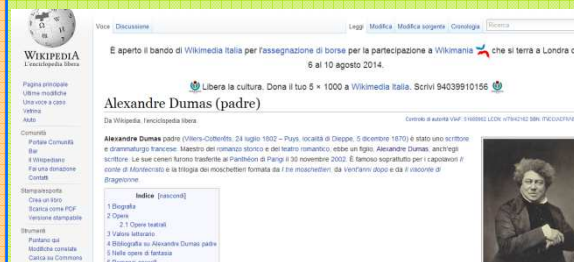 WIKIPEDIA
L'enciclopedia libera
Pagina principale
Ultime modifiche
Una voce a caso
Vetrina
Aiuto
Comunità
Portale Comunità
Bar
Il Wikipediano
Fai una donazione
Contatti
Stampa/esporta
Crea un libro
Scarica come PDF
Versione stampabile
Strumenti
Puntano qui
Modifiche correlate
Carica su Commons
Voce Discussione
Leggi Modifica Modifica sorgente Cronologia Ricerca
È aperto il bando di Wikimedia Italia per l'assegnazione di borse per la partecipazione a Wikimania che si terrà a Londra
6 al 10 agosto 2014.
Libera la cultura. Dona il tuo 5 × 1000 a Wikimedia Italia. Scrivi 94039910156
Alexandre Dumas (padre)
Da Wikipedia, l'enciclopedia libera.
Controllo di autorità VIAF: LCCN: SBN:
Alexandre Dumas padre (Villers-Cotterêts, 24 luglio 1802 – Puys, località di Dieppe, 5 dicembre 1870) è stato uno scrittore
e drammaturgo francese. Maestro del romanzo storico e del teatro romantico, ebbe un figlio, Alexandre Dumas, anch'egli
scrittore. Le sue ceneri furono trasferite al Panthéon di Parigi il 30 novembre 2002. È famoso soprattutto per i capolavori Il
conte di Montecristo e la trilogia dei moschettieri formata da I tre moschettieri, da Vent'anni dopo e da Il visconte di
Bragelonne.
Indice [nascondi]
1 Biografia
2 Opere
2.1 Opere teatrali
3 Valore letterario
4 Bibliografia su Alexandre Dumas padre
5 Nelle opere di fantasia